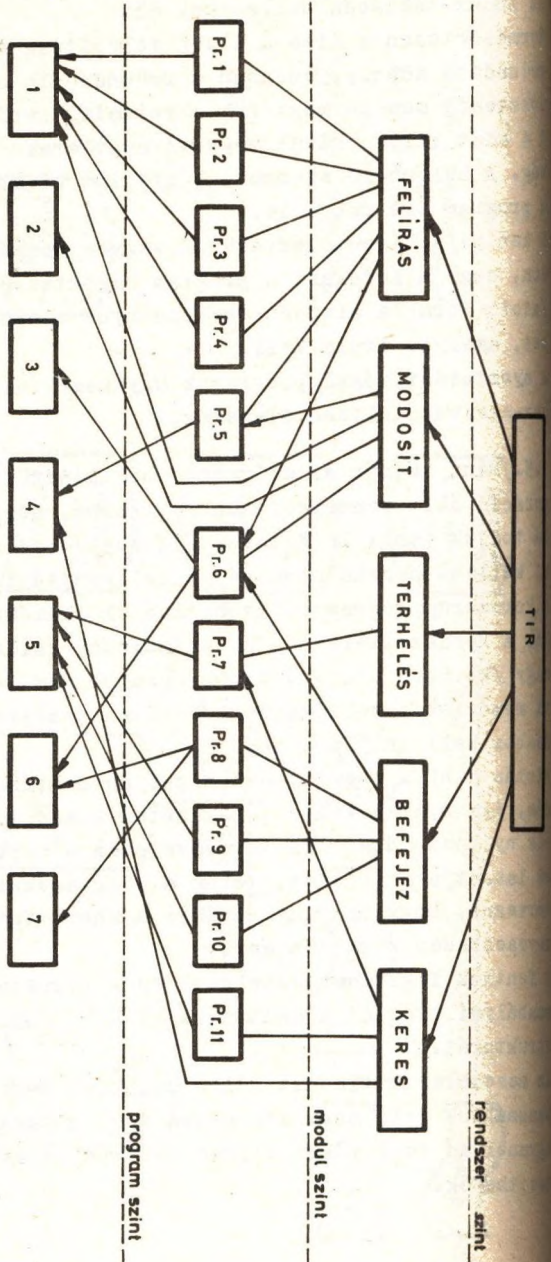 TIR
rendszer szint
FELÍRÁS
MODOSÍT
TERHELÉS
BEFEJEZ
KERES
modul szint
Pr.1
Pr.2
Pr.3
Pr.4
Pr.5
Pr.6
Pr.7
Pr.8
Pr.9
Pr.10
Pr.11
program szint
1
2
3
4
5
6
7